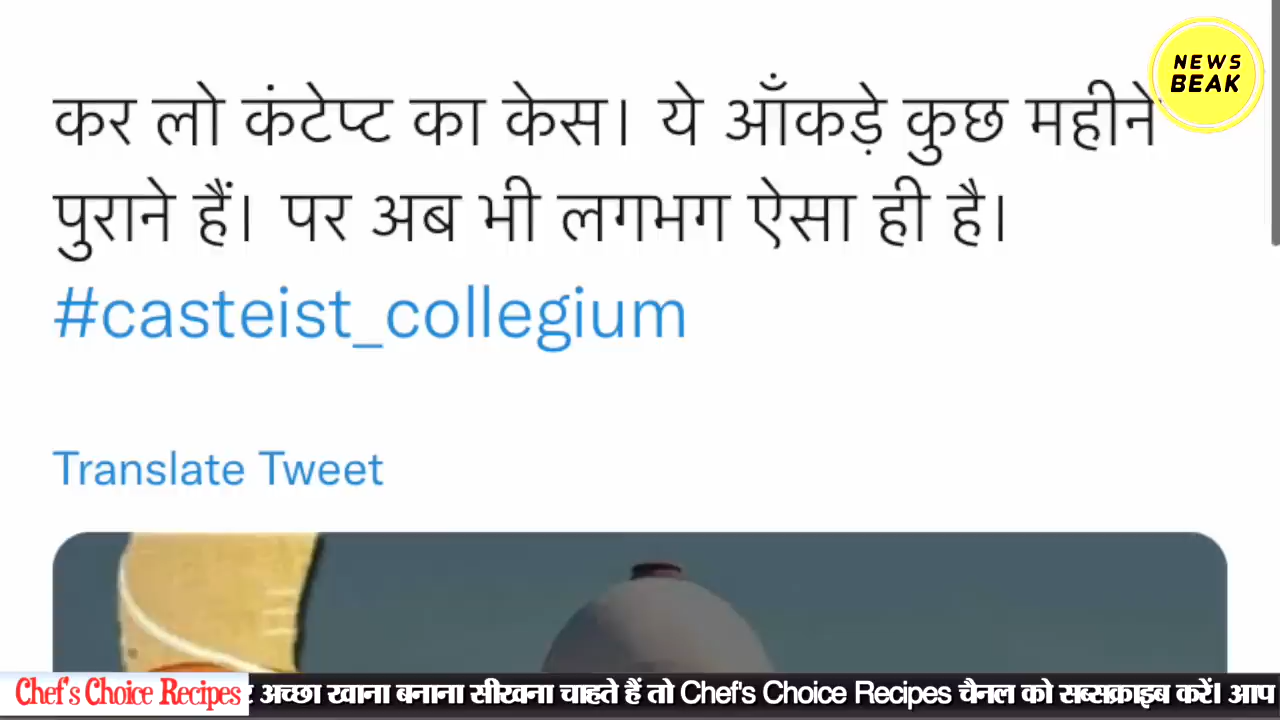 NEWS
BEAK
कर लो कंटेप्ट का केस। ये आँकड़े कुछ महीने
पुराने हैं। पर अब भी लगभग ऐसा ही है।
#casteist_collegium
Translate Tweet
Chef's Choice Recipes
अच्छा खाना बनाना सीखना चाहते हैं तो Chef's Choice Recipes चैनल को सब्सक्राइब करें। आप